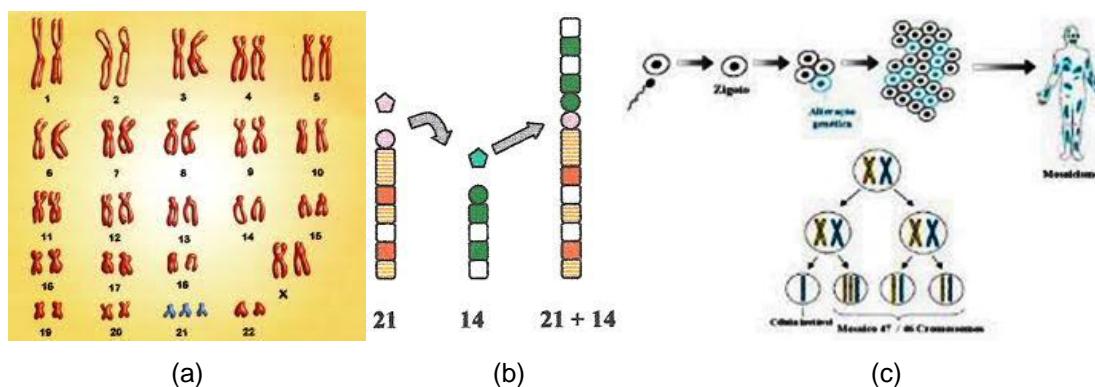 1 2 3 4 5
6 7 8 9 10
11 12 13 14 15
16 17 18 X
19 20 21 22
21 14 21 + 14
Zigoto
Alteração
genética
Mosaicismo
Célula inviável
Mosaico 47 / 46 Cromossomos
(a) (b) (c)